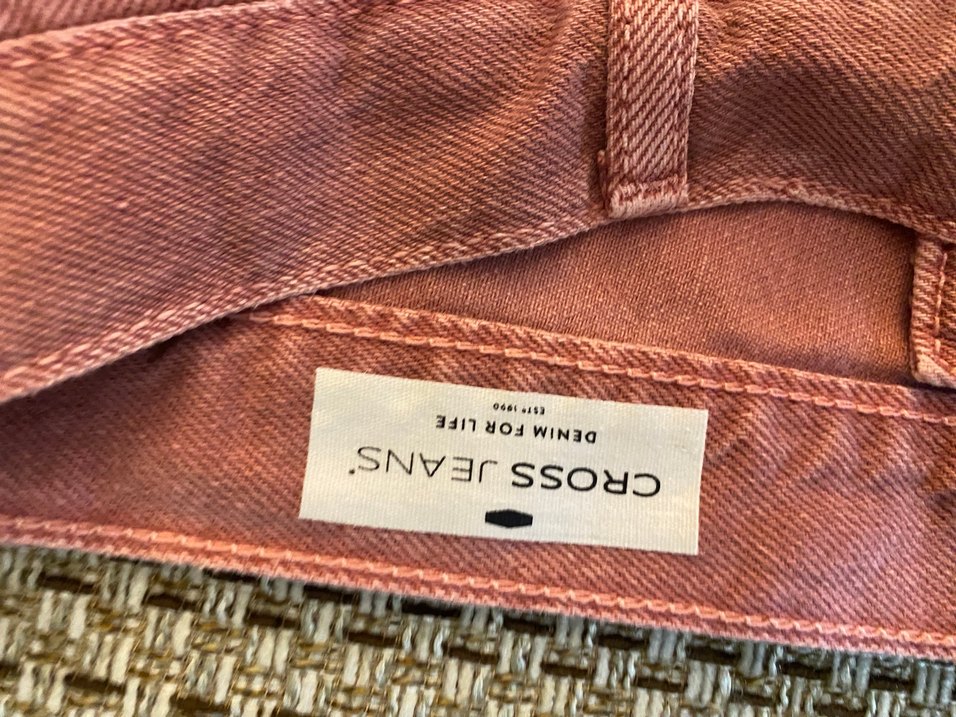 CROSS JEANS®
DENIM FOR LIFE
ESTD 1990